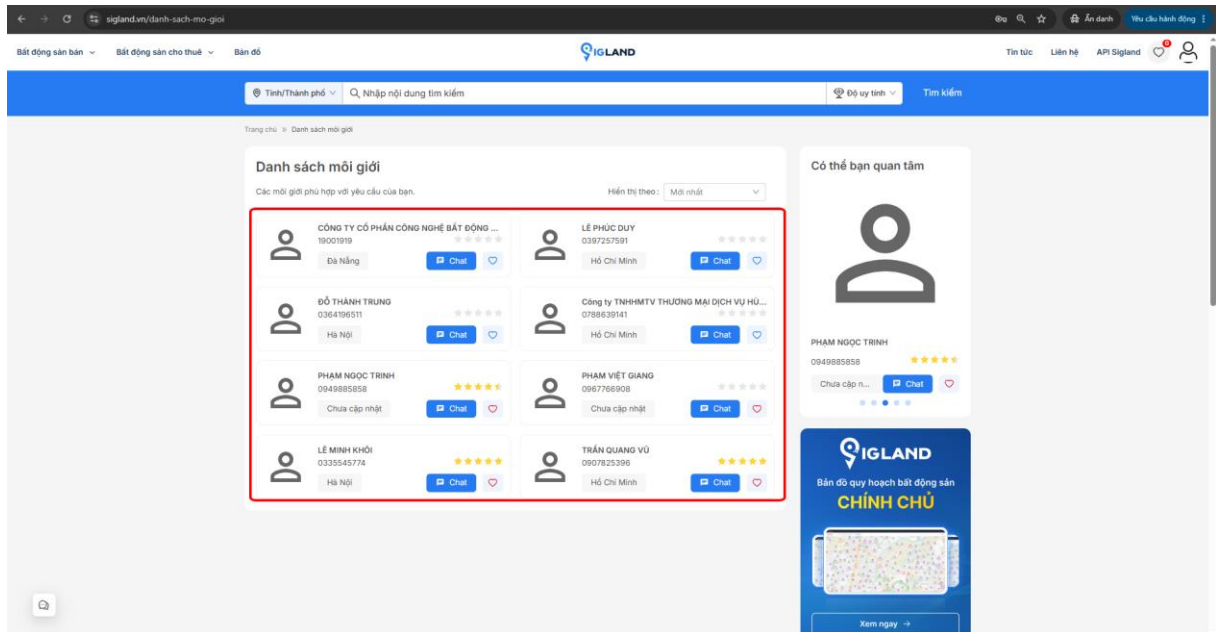 sigland.vn/danh-sach-mo-gioi
Ẩn danh
Yêu cầu hành động
Bất động sản bán
Bất động sản cho thuê
Bản đồ
SIGLAND
Tin tức
Liên hệ
API Sigland
0
Tỉnh/Thành phố
Nhập nội dung tìm kiếm
Độ uy tính
Tìm kiếm
Trang chủ » Danh sách môi giới
Danh sách môi giới
Các môi giới phù hợp với yêu cầu của bạn.
Hiển thị theo :
Mới nhất
CÔNG TY CỔ PHẦN CÔNG NGHỆ BẤT ĐỘNG ...
19001919
Đà Nẵng
Chat
LÊ PHÚC DUY
0397257591
Hồ Chí Minh
Chat
ĐỖ THÀNH TRUNG
0364196511
Hà Nội
Chat
Công ty TNHHMTV THƯƠNG MẠI DỊCH VỤ HÙ...
0788639141
Hồ Chí Minh
Chat
PHẠM NGỌC TRINH
0949885858
Chưa cập nhật
Chat
PHẠM VIỆT GIANG
0967766908
Chưa cập nhật
Chat
LÊ MINH KHÔI
0335545774
Hà Nội
Chat
TRẦN QUANG VŨ
0907825396
Hồ Chí Minh
Chat
Có thể bạn quan tâm
PHẠM NGỌC TRINH
0949885858
Chưa cập n...
Chat
SIGLAND
Bản đồ quy hoạch bất động sản
CHÍNH CHỦ
Xem ngay →